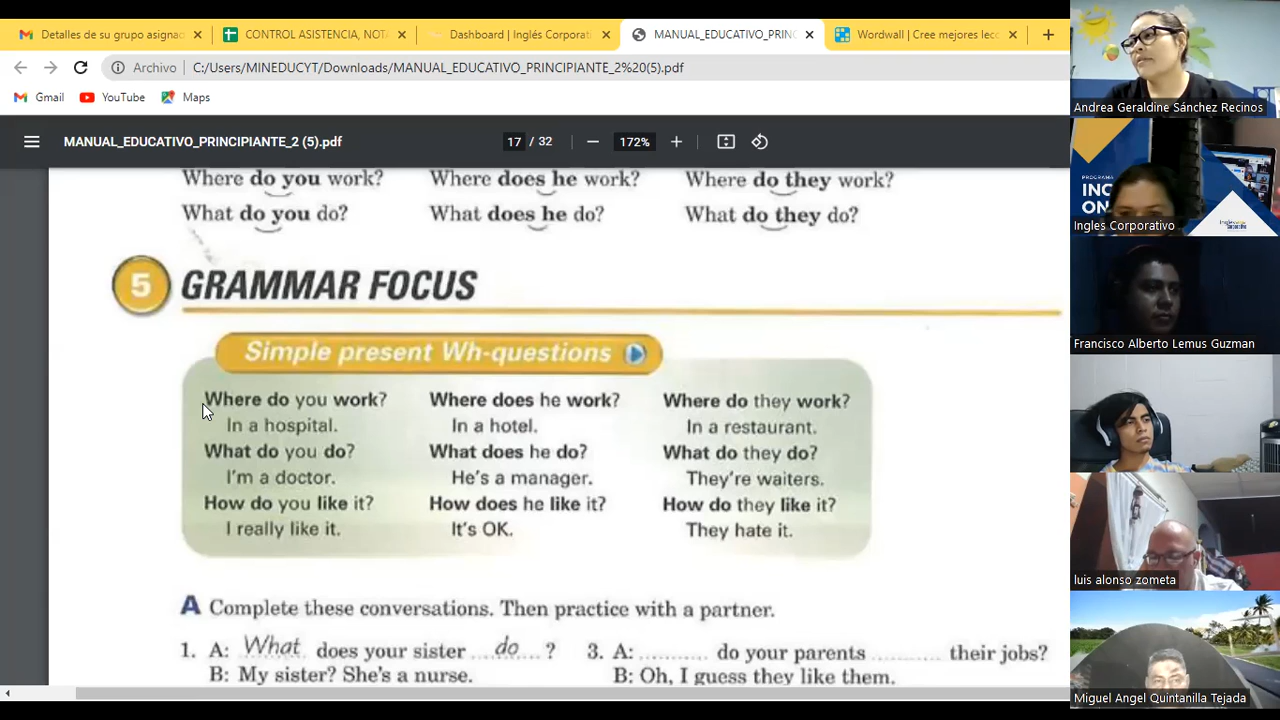 Detalles de su grupo asignac
CONTROL ASISTENCIA, NOTA
Dashboard | Inglés Corporati
MANUAL_EDUCATIVO_PRINC
Wordwall | Cree mejores lecc
Archivo
C:/Users/MINEDUCYT/Downloads/MANUAL_EDUCATIVO_PRINCIPIANTE_2%20(5).pdf
Gmail
YouTube
Maps
MANUAL_EDUCATIVO_PRINCIPIANTE_2 (5).pdf
17 / 32
172%
Where do you work? Where does he work? Where do they work?
What do you do? What does he do? What do they do?
5 GRAMMAR FOCUS
Simple present Wh-questions
Where do you work? Where does he work? Where do they work?
In a hospital. In a hotel. In a restaurant.
What do you do? What does he do? What do they do?
I'm a doctor. He's a manager. They're waiters.
How do you like it? How does he like it? How do they like it?
I really like it. It's OK. They hate it.
A Complete these conversations. Then practice with a partner.
1. A: What does your sister do ? 3. A: .......... do your parents .......... their jobs?
B: My sister? She's a nurse. B: Oh, I guess they like them.
Andrea Geraldine Sánchez Recinos
PROGRAMA
ING
ON
Ingles Corporativo
Francisco Alberto Lemus Guzman
luis alonso zometa
Miguel Angel Quintanilla Tejada